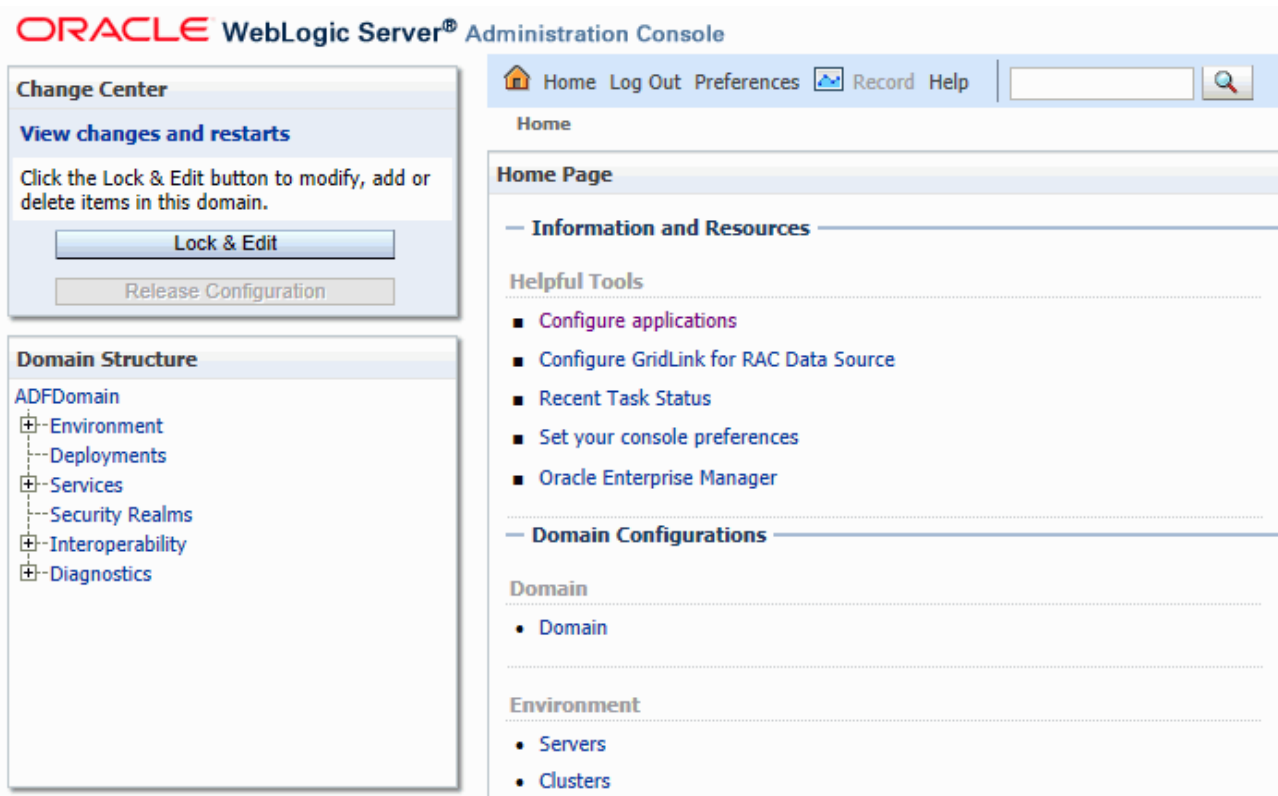 ORACLE WebLogic Server® Administration Console
Change Center
View changes and restarts
Click the Lock & Edit button to modify, add or
delete items in this domain.
Lock & Edit
Release Configuration
Domain Structure
ADFDomain
Environment
Deployments
Services
Security Realms
Interoperability
Diagnostics
Home Log Out Preferences Record Help
Home
Home Page
Information and Resources
Helpful Tools
Configure applications
Configure GridLink for RAC Data Source
Recent Task Status
Set your console preferences
Oracle Enterprise Manager
Domain Configurations
Domain
Domain
Environment
Servers
Clusters